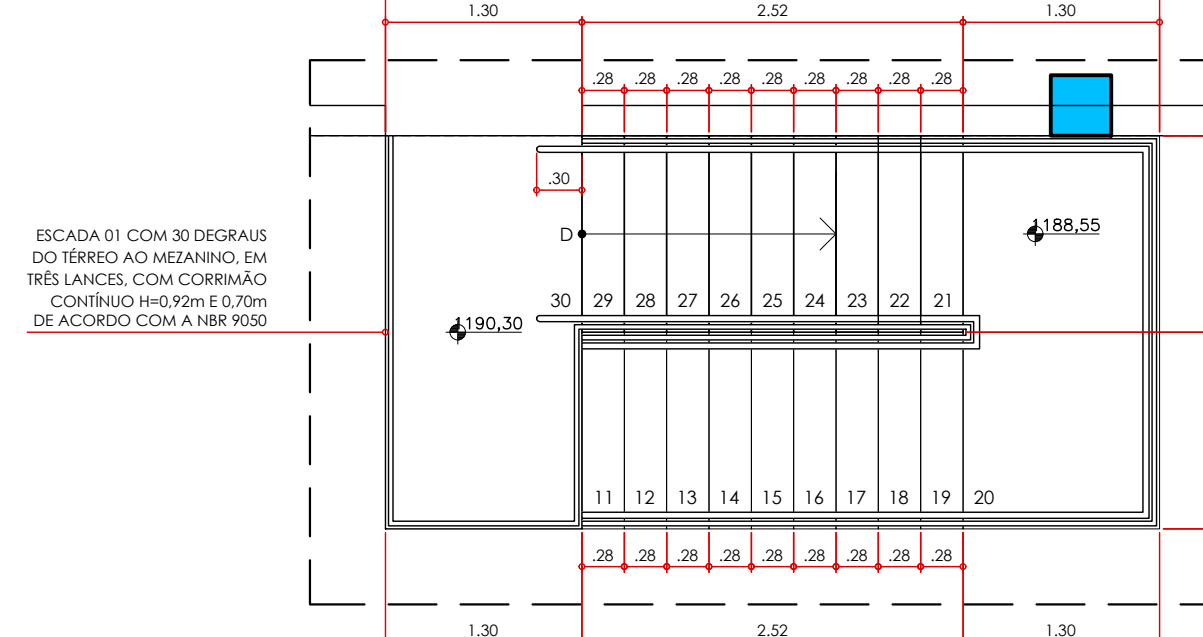 1.30
2.52
1.30
.28 .28 .28 .28 .28 .28 .28 .28 .28
.30
D
1188,55
ESCADA 01 COM 30 DEGRAUS
DO TÉRREO AO MEZANINO, EM
TRÊS LANCES, COM CORRIMÃO
CONTÍNUO H=0,92m E 0,70m
DE ACORDO COM A NBR 9050
30 29 28 27 26 25 24 23 22 21
1190,30
11 12 13 14 15 16 17 18 19 20
.28 .28 .28 .28 .28 .28 .28 .28 .28
1.30
2.52
1.30